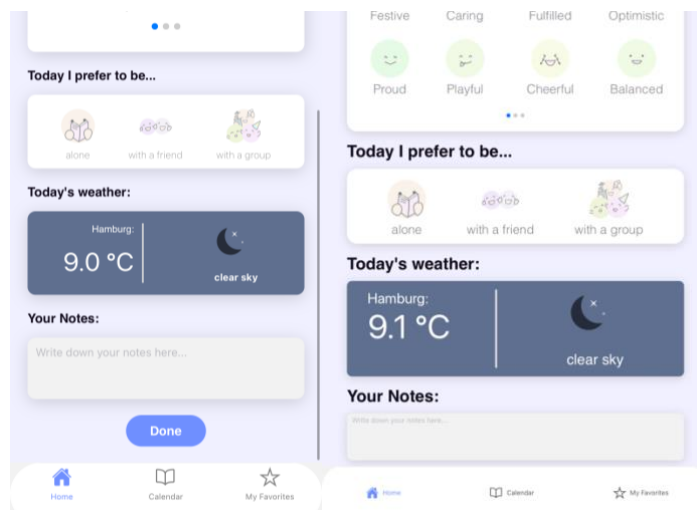 Today I prefer to be...
alone
with a friend
with a group
Today's weather:
Hamburg:
9.0 °C
clear sky
Your Notes:
Write down your notes here...
Done
Home
Calendar
My Favorites
Festive
Caring
Fulfilled
Optimistic
Proud
Playful
Cheerful
Balanced
Today I prefer to be...
alone
with a friend
with a group
Today's weather:
Hamburg:
9.1 °C
clear sky
Your Notes:
Write down your notes here...
Home
Calendar
My Favorites